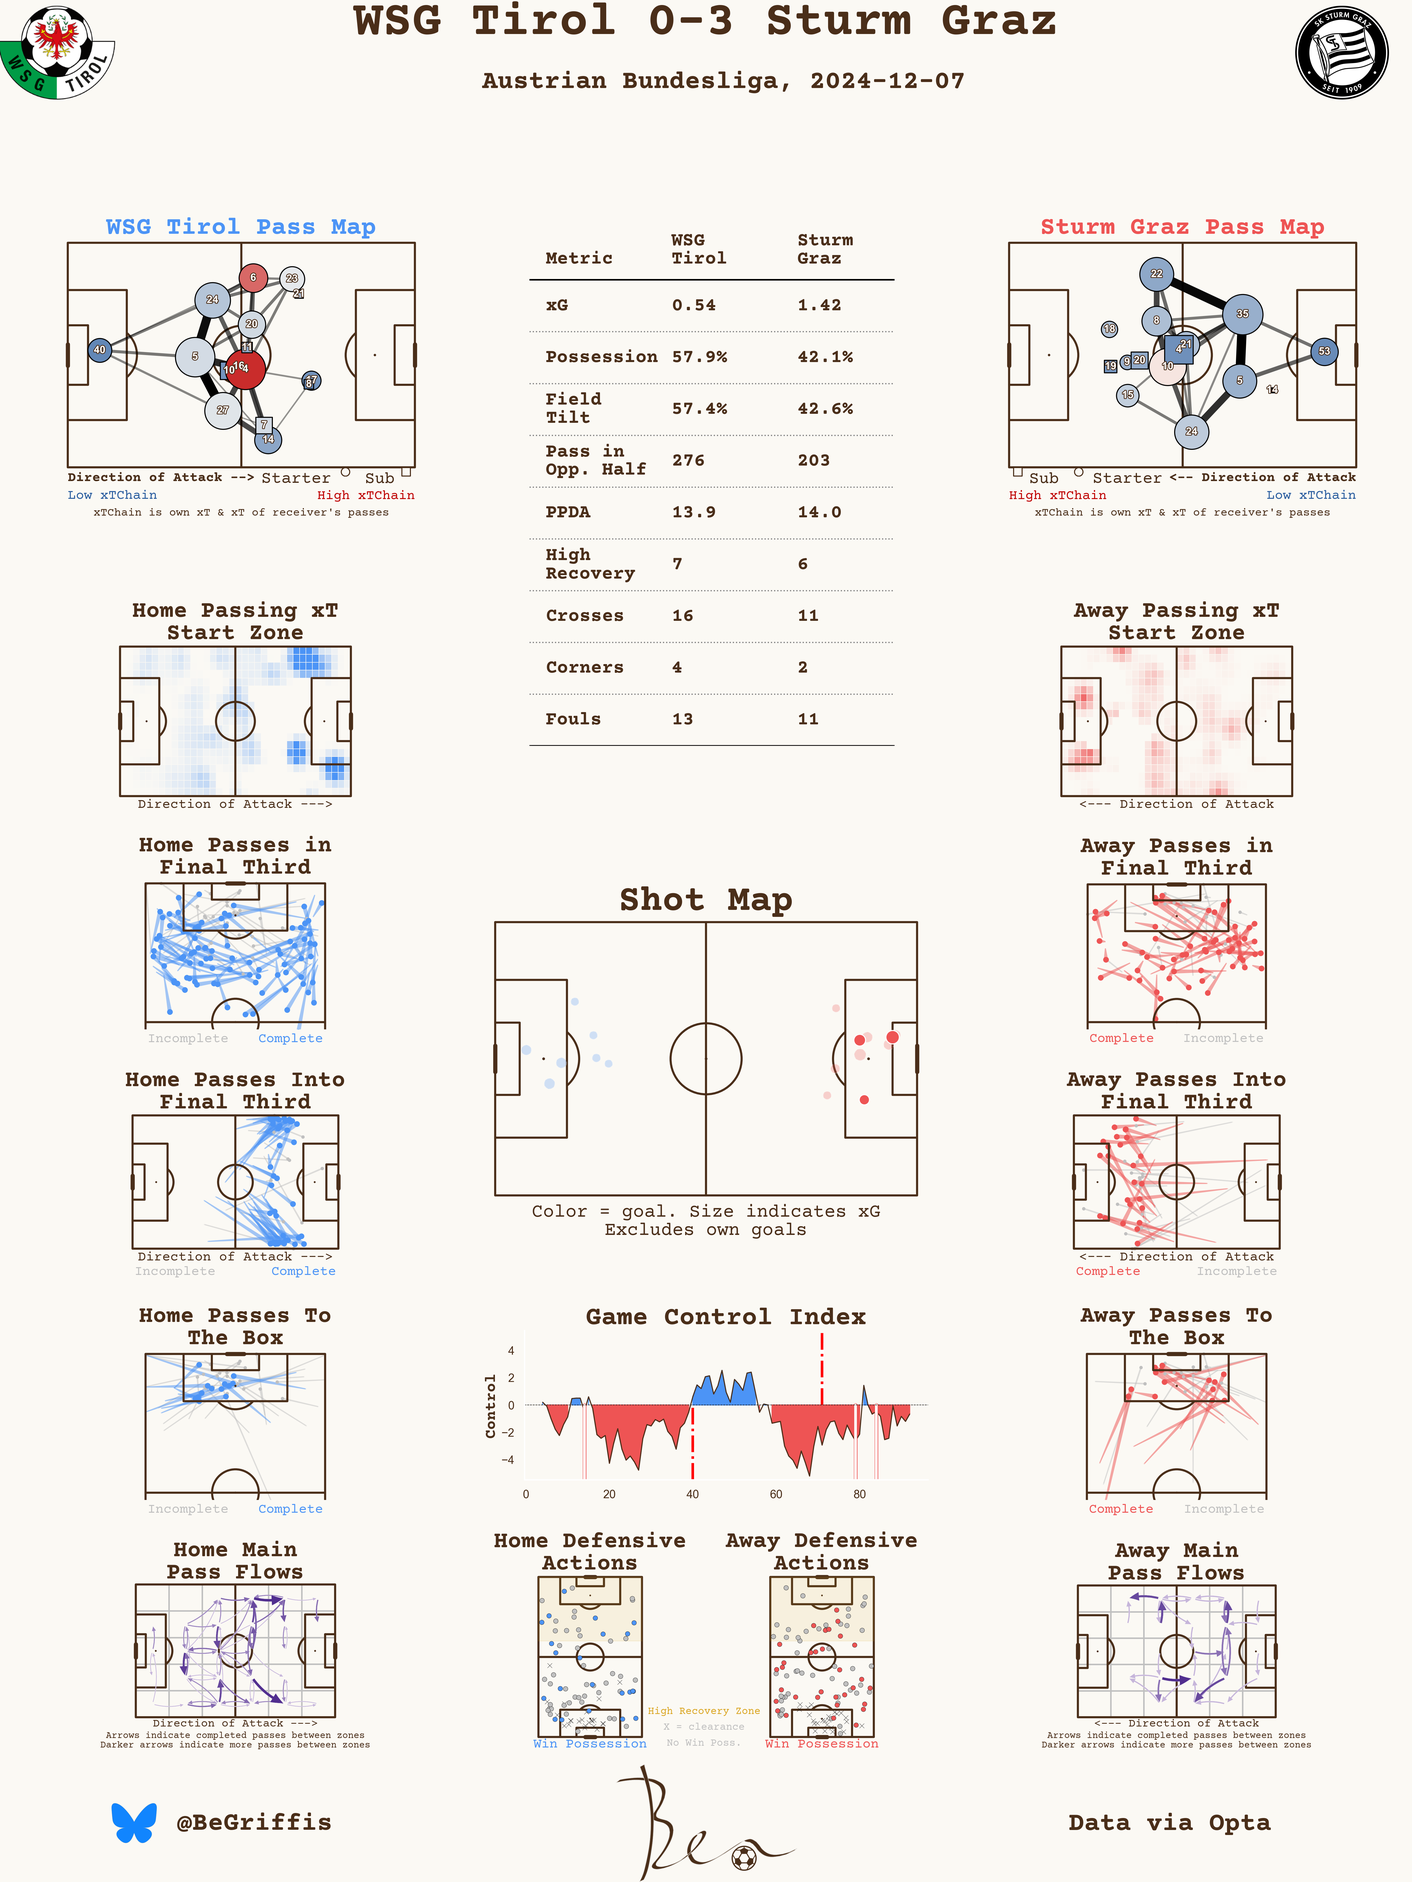 WSG Tirol 0-3 Sturm Graz
Austrian Bundesliga, 2024-12-07
WSG TIROL
SK STURM GRAZ
SEIT 1909
WSG Tirol Pass Map
40
24
5
27
6
20
11
10
16
4
23
21
17
8
7
14
Direction of Attack --> Starter Sub
Low xTChain High xTChain
xTChain is own xT & xT of receiver's passes
Metric WSG Tirol Sturm Graz
xG 0.54 1.42
Possession 57.9% 42.1%
Field Tilt 57.4% 42.6%
Pass in Opp. Half 276 203
PPDA 13.9 14.0
High Recovery 7 6
Crosses 16 11
Corners 4 2
Fouls 13 11
Sturm Graz Pass Map
22
35
8
18
21
4
53
19
9
20
10
5
14
15
24
Sub Starter <-- Direction of Attack
High xTChain Low xTChain
xTChain is own xT & xT of receiver's passes
Home Passing xT
Start Zone
Direction of Attack --->
Away Passing xT
Start Zone
<--- Direction of Attack
Home Passes in
Final Third
Incomplete Complete
Away Passes in
Final Third
Complete Incomplete
Shot Map
Color = goal. Size indicates xG
Excludes own goals
Home Passes Into
Final Third
Direction of Attack --->
Incomplete Complete
Away Passes Into
Final Third
<--- Direction of Attack
Complete Incomplete
Home Passes To
The Box
Incomplete Complete
Game Control Index
Control
4
2
0
−2
−4
0 20 40 60 80
Away Passes To
The Box
Complete Incomplete
Home Main
Pass Flows
Direction of Attack --->
Arrows indicate completed passes between zones
Darker arrows indicate more passes between zones
Home Defensive
Actions
Win Possession
Away Defensive
Actions
Win Possession
High Recovery Zone
X = clearance
No Win Poss.
Away Main
Pass Flows
<--- Direction of Attack
Arrows indicate completed passes between zones
Darker arrows indicate more passes between zones
@BeGriffis
Ben
Data via Opta